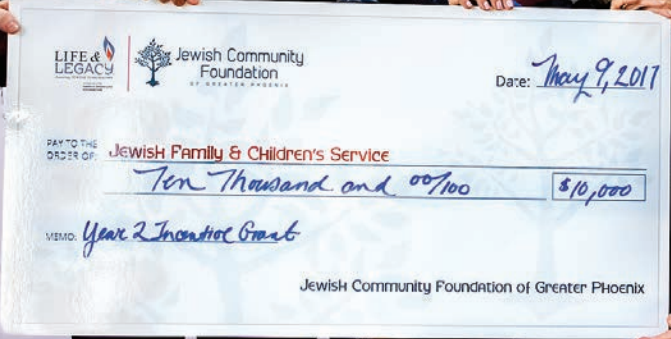 LIFE &
LEGACY
Jewish Community
Foundation
OF GREATER PHOENIX
Date: May 9, 2017
PAY TO THE
ORDER OF: Jewish Family & Children's Service
Ten Thousand and 00/100 $10,000
MEMO: Year 2 Incentive Grant
Jewish Community Foundation of Greater Phoenix